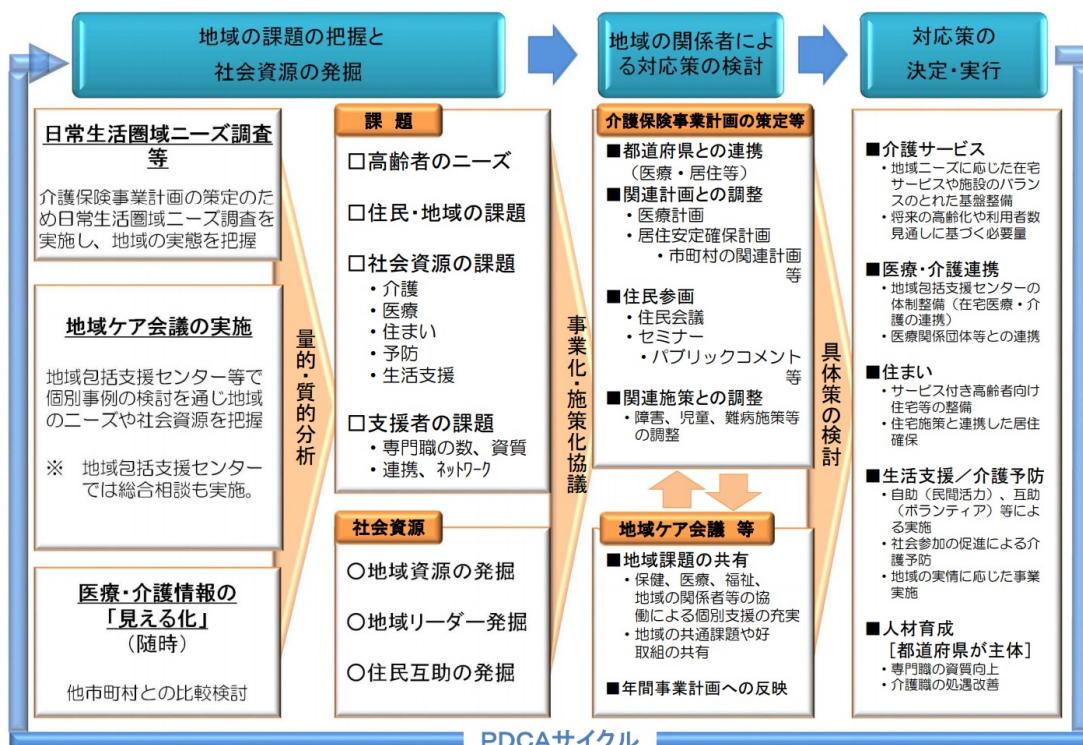 地域の課題の把握と
社会資源の発掘
地域の関係者によ
る対応策の検討
対応策の
決定・実行
日常生活圏域ニーズ調査
等
介護保険事業計画の策定のた
め日常生活圏域ニーズ調査を
実施し、地域の実態を把握
地域ケア会議の実施
地域包括支援センター等で
個別事例の検討を通じ地域
のニーズや社会資源を把握
※ 地域包括支援センター
では総合相談も実施。
医療・介護情報の
「見える化」
（随時）
他市町村との比較検討
量的・質的分析
課 題
□高齢者のニーズ
□住民・地域の課題
□社会資源の課題
・介護
・医療
・住まい
・予防
・生活支援
□支援者の課題
・専門職の数、資質
・連携、ﾈｯﾄﾜｰｸ
社会資源
○地域資源の発掘
○地域リーダー発掘
○住民互助の発掘
事業化・施策化協議
介護保険事業計画の策定等
■都道府県との連携
（医療・居住等）
■関連計画との調整
・医療計画
・居住安定確保計画
・市町村の関連計画
等
■住民参画
・住民会議
・セミナー
・パブリックコメント
等
■関連施策との調整
・障害、児童、難病施策等
の調整
地域ケア会議 等
■地域課題の共有
・保健、医療、福祉、
地域の関係者等の協
働による個別支援の充実
・地域の共通課題や好
取組の共有
■年間事業計画への反映
具体策の検討
■介護サービス
・地域ニーズに応じた在宅
サービスや施設のバラン
スのとれた基盤整備
・将来の高齢化や利用者数
見通しに基づく必要量
■医療・介護連携
・地域包括支援センターの
体制整備（在宅医療・介
護の連携）
・医療関係団体等との連携
■住まい
・サービス付き高齢者向け
住宅等の整備
・住宅施策と連携した居住
確保
■生活支援／介護予防
・自助（民間活力）、互助
（ボランティア）等によ
る実施
・社会参加の促進による介
護予防
・地域の実情に応じた事業
実施
■人材育成
［都道府県が主体］
・専門職の資質向上
・介護職の処遇改善
PDCAサイクル